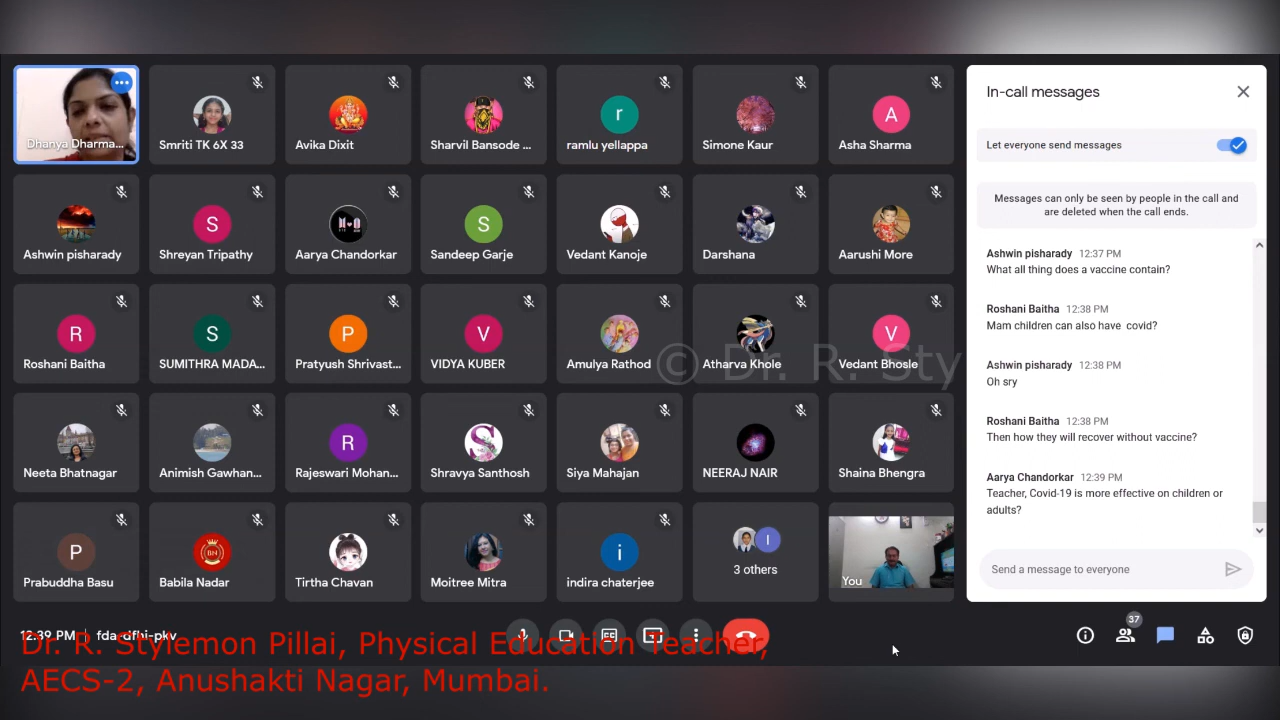 Dhanya Dharma...
Smriti TK 6X 33
Avika Dixit
Sharvil Bansode ...
r
ramlu yellappa
Simone Kaur
A
Asha Sharma
Ashwin pisharady
S
Shreyan Tripathy
Aarya Chandorkar
S
Sandeep Garje
Vedant Kanoje
Darshana
Aarushi More
R
Roshani Baitha
S
SUMITHRA MADA...
P
Pratyush Shrivast...
V
VIDYA KUBER
Amulya Rathod
Atharva Khole
V
Vedant Bhosle
© Dr. R. Sty
Neeta Bhatnagar
Animish Gawhan...
R
Rajeswari Mohan...
Shravya Santhosh
Siya Mahajan
NEERAJ NAIR
Shaina Bhengra
P
Prabuddha Basu
BN
Babila Nadar
Tirtha Chavan
Moitree Mitra
i
indira chaterjee
I
3 others
You
In-call messages
Let everyone send messages
Messages can only be seen by people in the call and
are deleted when the call ends.
Ashwin pisharady 12:37 PM
What all thing does a vaccine contain?
Roshani Baitha 12:38 PM
Mam children can also have covid?
Ashwin pisharady 12:38 PM
Oh sry
Roshani Baitha 12:38 PM
Then how they will recover without vaccine?
Aarya Chandorkar 12:39 PM
Teacher, Covid-19 is more effective on children or
adults?
Send a message to everyone
37
12:39 PM | fda-dfhi-pkv
Dr. R. Stylemon Pillai, Physical Education Teacher,
AECS-2, Anushakti Nagar, Mumbai.